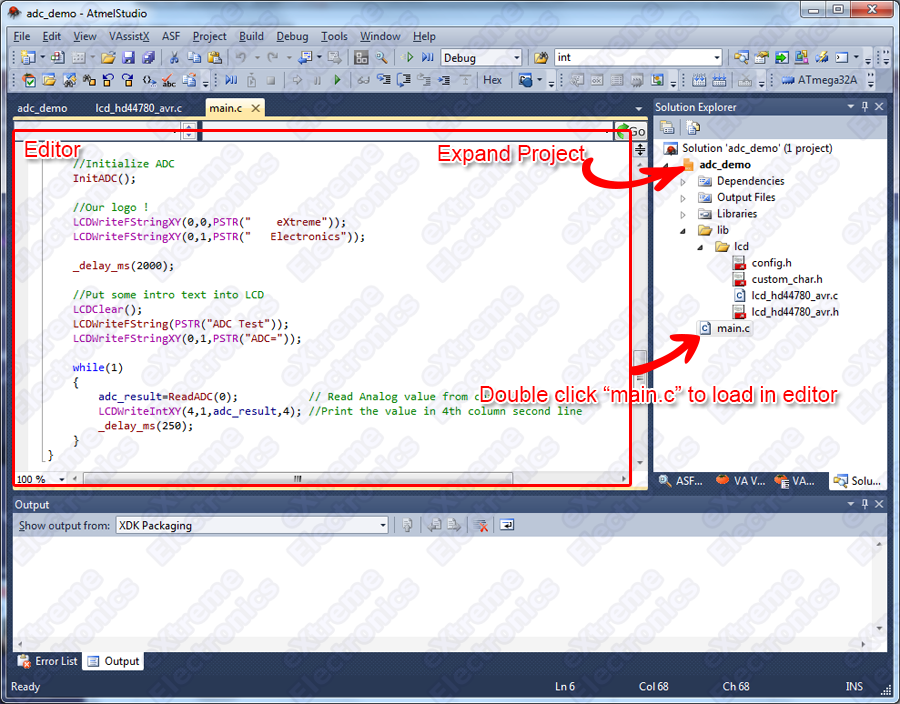 adc_demo - AtmelStudio
File Edit View VAssistX ASF Project Build Debug Tools Window Help
Debug int
Hex ATmega32A
adc_demo lcd_hd44780_avr.c main.c
Go
Editor
//Initialize ADC
InitADC();
//Our logo !
LCDWriteFStringXY(0,0,PSTR("    eXtreme"));
LCDWriteFStringXY(0,1,PSTR("   Electronics"));
_delay_ms(2000);
//Put some intro text into LCD
LCDClear();
LCDWriteFString(PSTR("ADC Test"));
LCDWriteFStringXY(0,1,PSTR("ADC="));
while(1)
{
adc_result=ReadADC(0); // Read Analog value from
LCDWriteIntXY(4,1,adc_result,4); //Print the value in 4th column second line
_delay_ms(250);
}
}
100 %
Expand Project
Double click “main.c” to load in editor
Solution Explorer
Solution 'adc_demo' (1 project)
adc_demo
Dependencies
Output Files
Libraries
lib
lcd
config.h
custom_char.h
lcd_hd44780_avr.c
lcd_hd44780_avr.h
main.c
ASF... VA V... VA... Solu...
Output
Show output from: XDK Packaging
Error List Output
Ready Ln 6 Col 68 Ch 68 INS
eXtreme Electronics